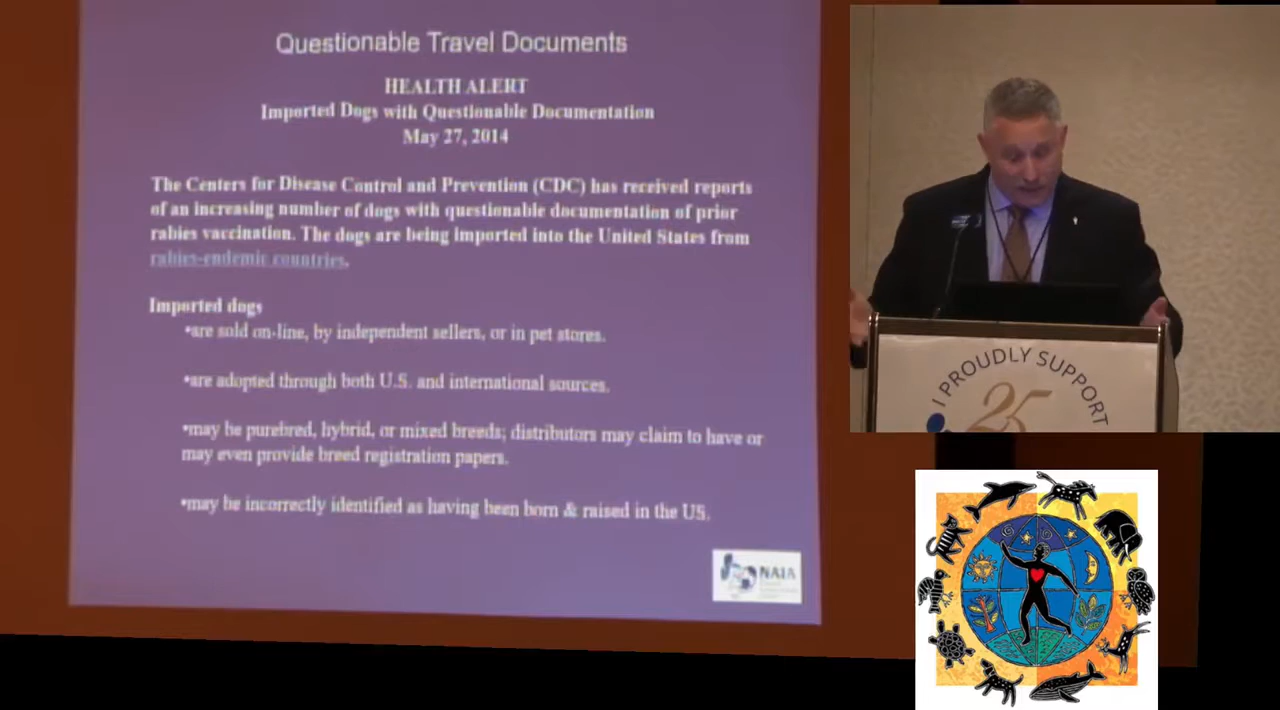 Questionable Travel Documents
HEALTH ALERT
Imported Dogs with Questionable Documentation
May 27, 2014
The Centers for Disease Control and Prevention (CDC) has received reports
of an increasing number of dogs with questionable documentation of prior
rabies vaccination. The dogs are being imported into the United States from
rabies-endemic countries.
Imported dogs
•are sold on-line, by independent sellers, or in pet stores.
•are adopted through both U.S. and international sources.
•may be purebred, hybrid, or mixed breeds; distributors may claim to have or
may even provide breed registration papers.
•may be incorrectly identified as having been born & raised in the US.
NAIA
I PROUDLY SUPPORT
25